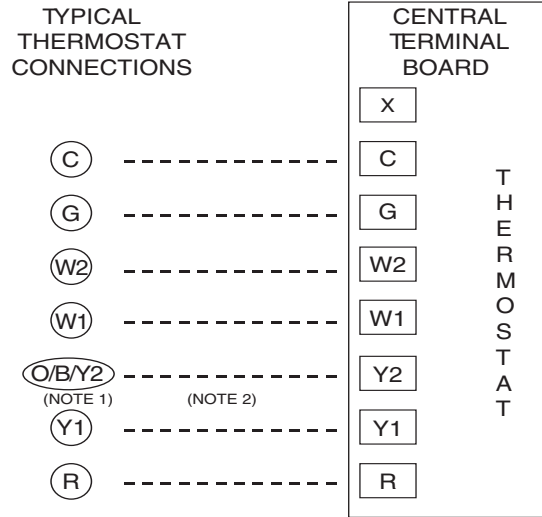 TYPICAL
THERMOSTAT
CONNECTIONS
CENTRAL
TERMINAL
BOARD
X
C
C
G
G
W2
W2
W1
W1
O/B/Y2
Y2
(NOTE 1)
(NOTE 2)
Y1
Y1
R
R
THERMOSTAT